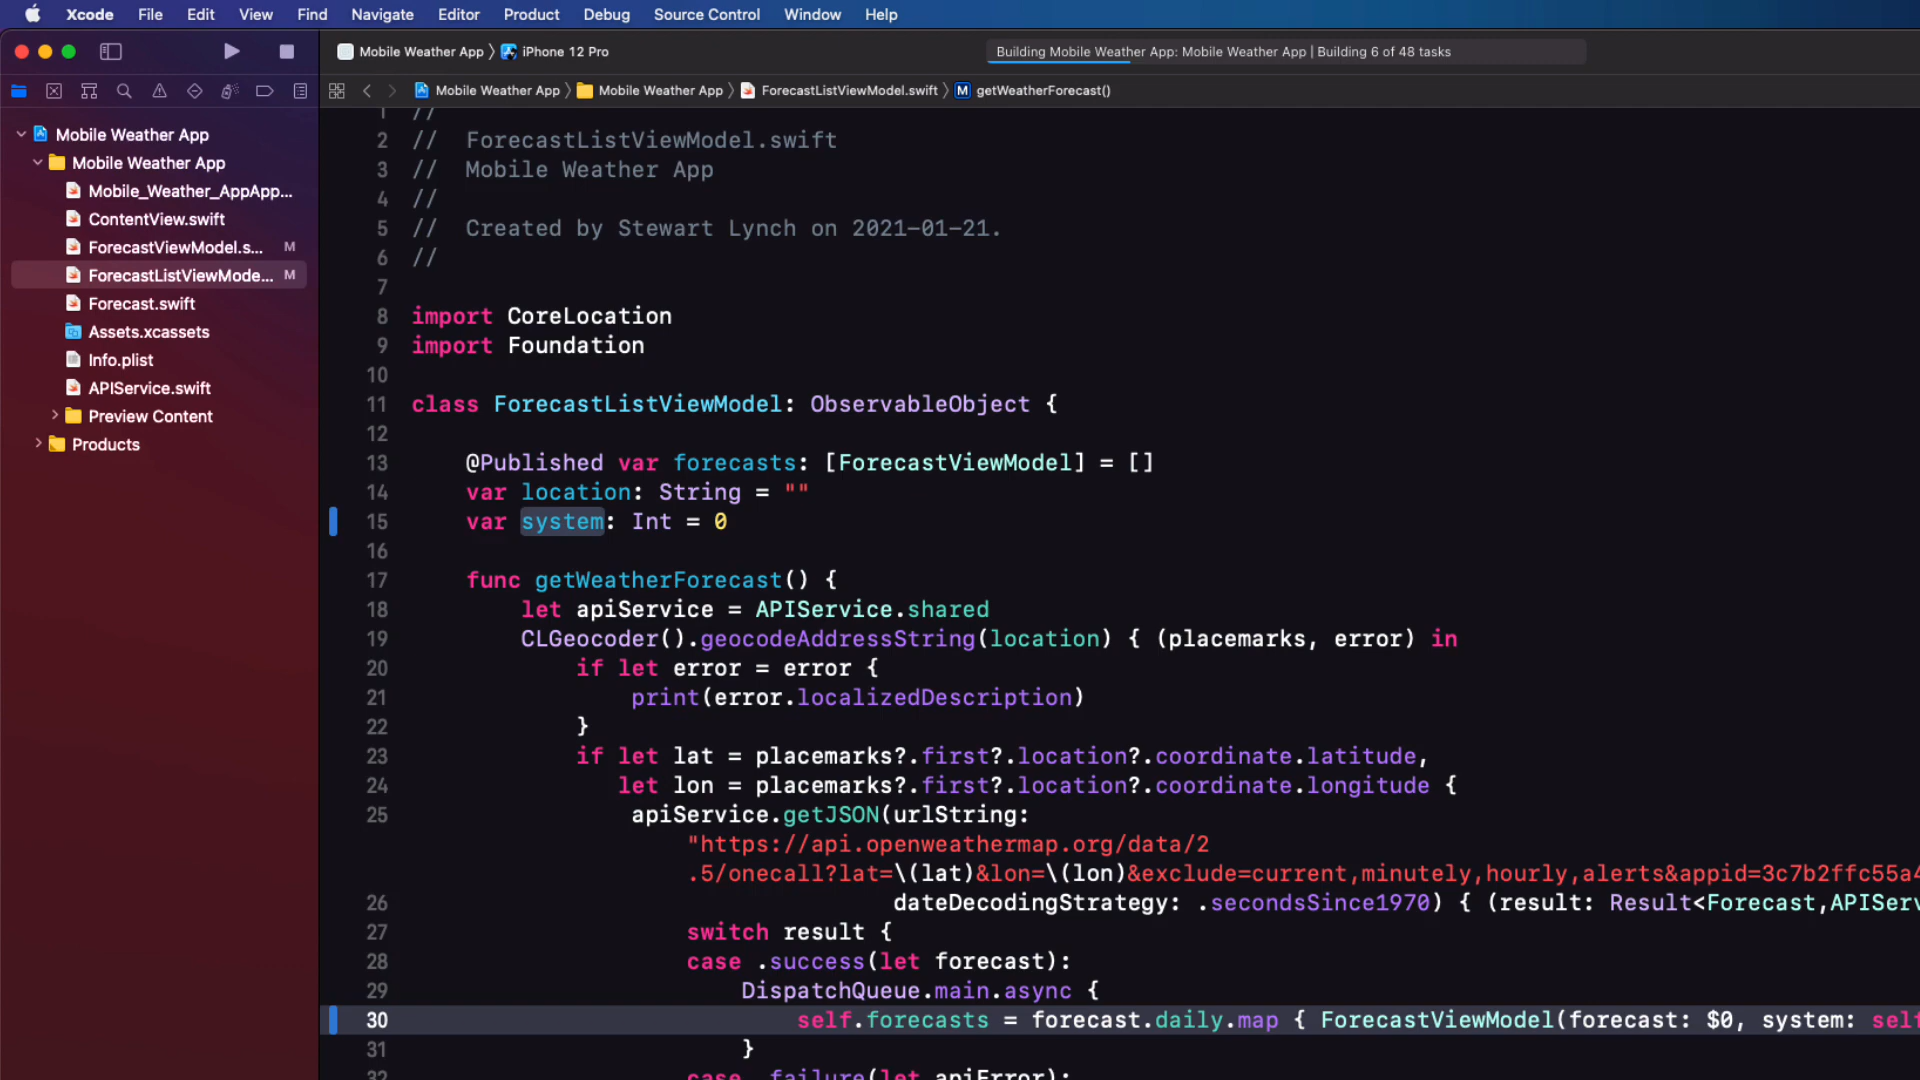 Xcode File Edit View Find Navigate Editor Product Debug Source Control Window Help
Mobile Weather App iPhone 12 Pro
Building Mobile Weather App: Mobile Weather App | Building 6 of 48 tasks
Mobile Weather App Mobile Weather App ForecastListViewModel.swift M getWeatherForecast()
Mobile Weather App
Mobile Weather App
Mobile_Weather_AppApp...
ContentView.swift
ForecastViewModel.s... M
ForecastListViewMode... M
Forecast.swift
Assets.xcassets
Info.plist
APIService.swift
Preview Content
Products
1 //
2 // ForecastListViewModel.swift
3 // Mobile Weather App
4 //
5 // Created by Stewart Lynch on 2021-01-21.
6 //
7
8 import CoreLocation
9 import Foundation
10
11 class ForecastListViewModel: ObservableObject {
12
13 @Published var forecasts: [ForecastViewModel] = []
14 var location: String = ""
15 var system: Int = 0
16
17 func getWeatherForecast() {
18 let apiService = APIService.shared
19 CLGeocoder().geocodeAddressString(location) { (placemarks, error) in
20 if let error = error {
21 print(error.localizedDescription)
22 }
23 if let lat = placemarks?.first?.location?.coordinate.latitude,
24 let lon = placemarks?.first?.location?.coordinate.longitude {
25 apiService.getJSON(urlString:
"https://api.openweathermap.org/data/2
.5/onecall?lat=\(lat)&lon=\(lon)&exclude=current,minutely,hourly,alerts&appid=3c7b2ffc55a4
26 dateDecodingStrategy: .secondsSince1970) { (result: Result<Forecast,APIServ
27 switch result {
28 case .success(let forecast):
29 DispatchQueue.main.async {
30 self.forecasts = forecast.daily.map { ForecastViewModel(forecast: $0, system: self
31 }
32 case .failure(let apiError):